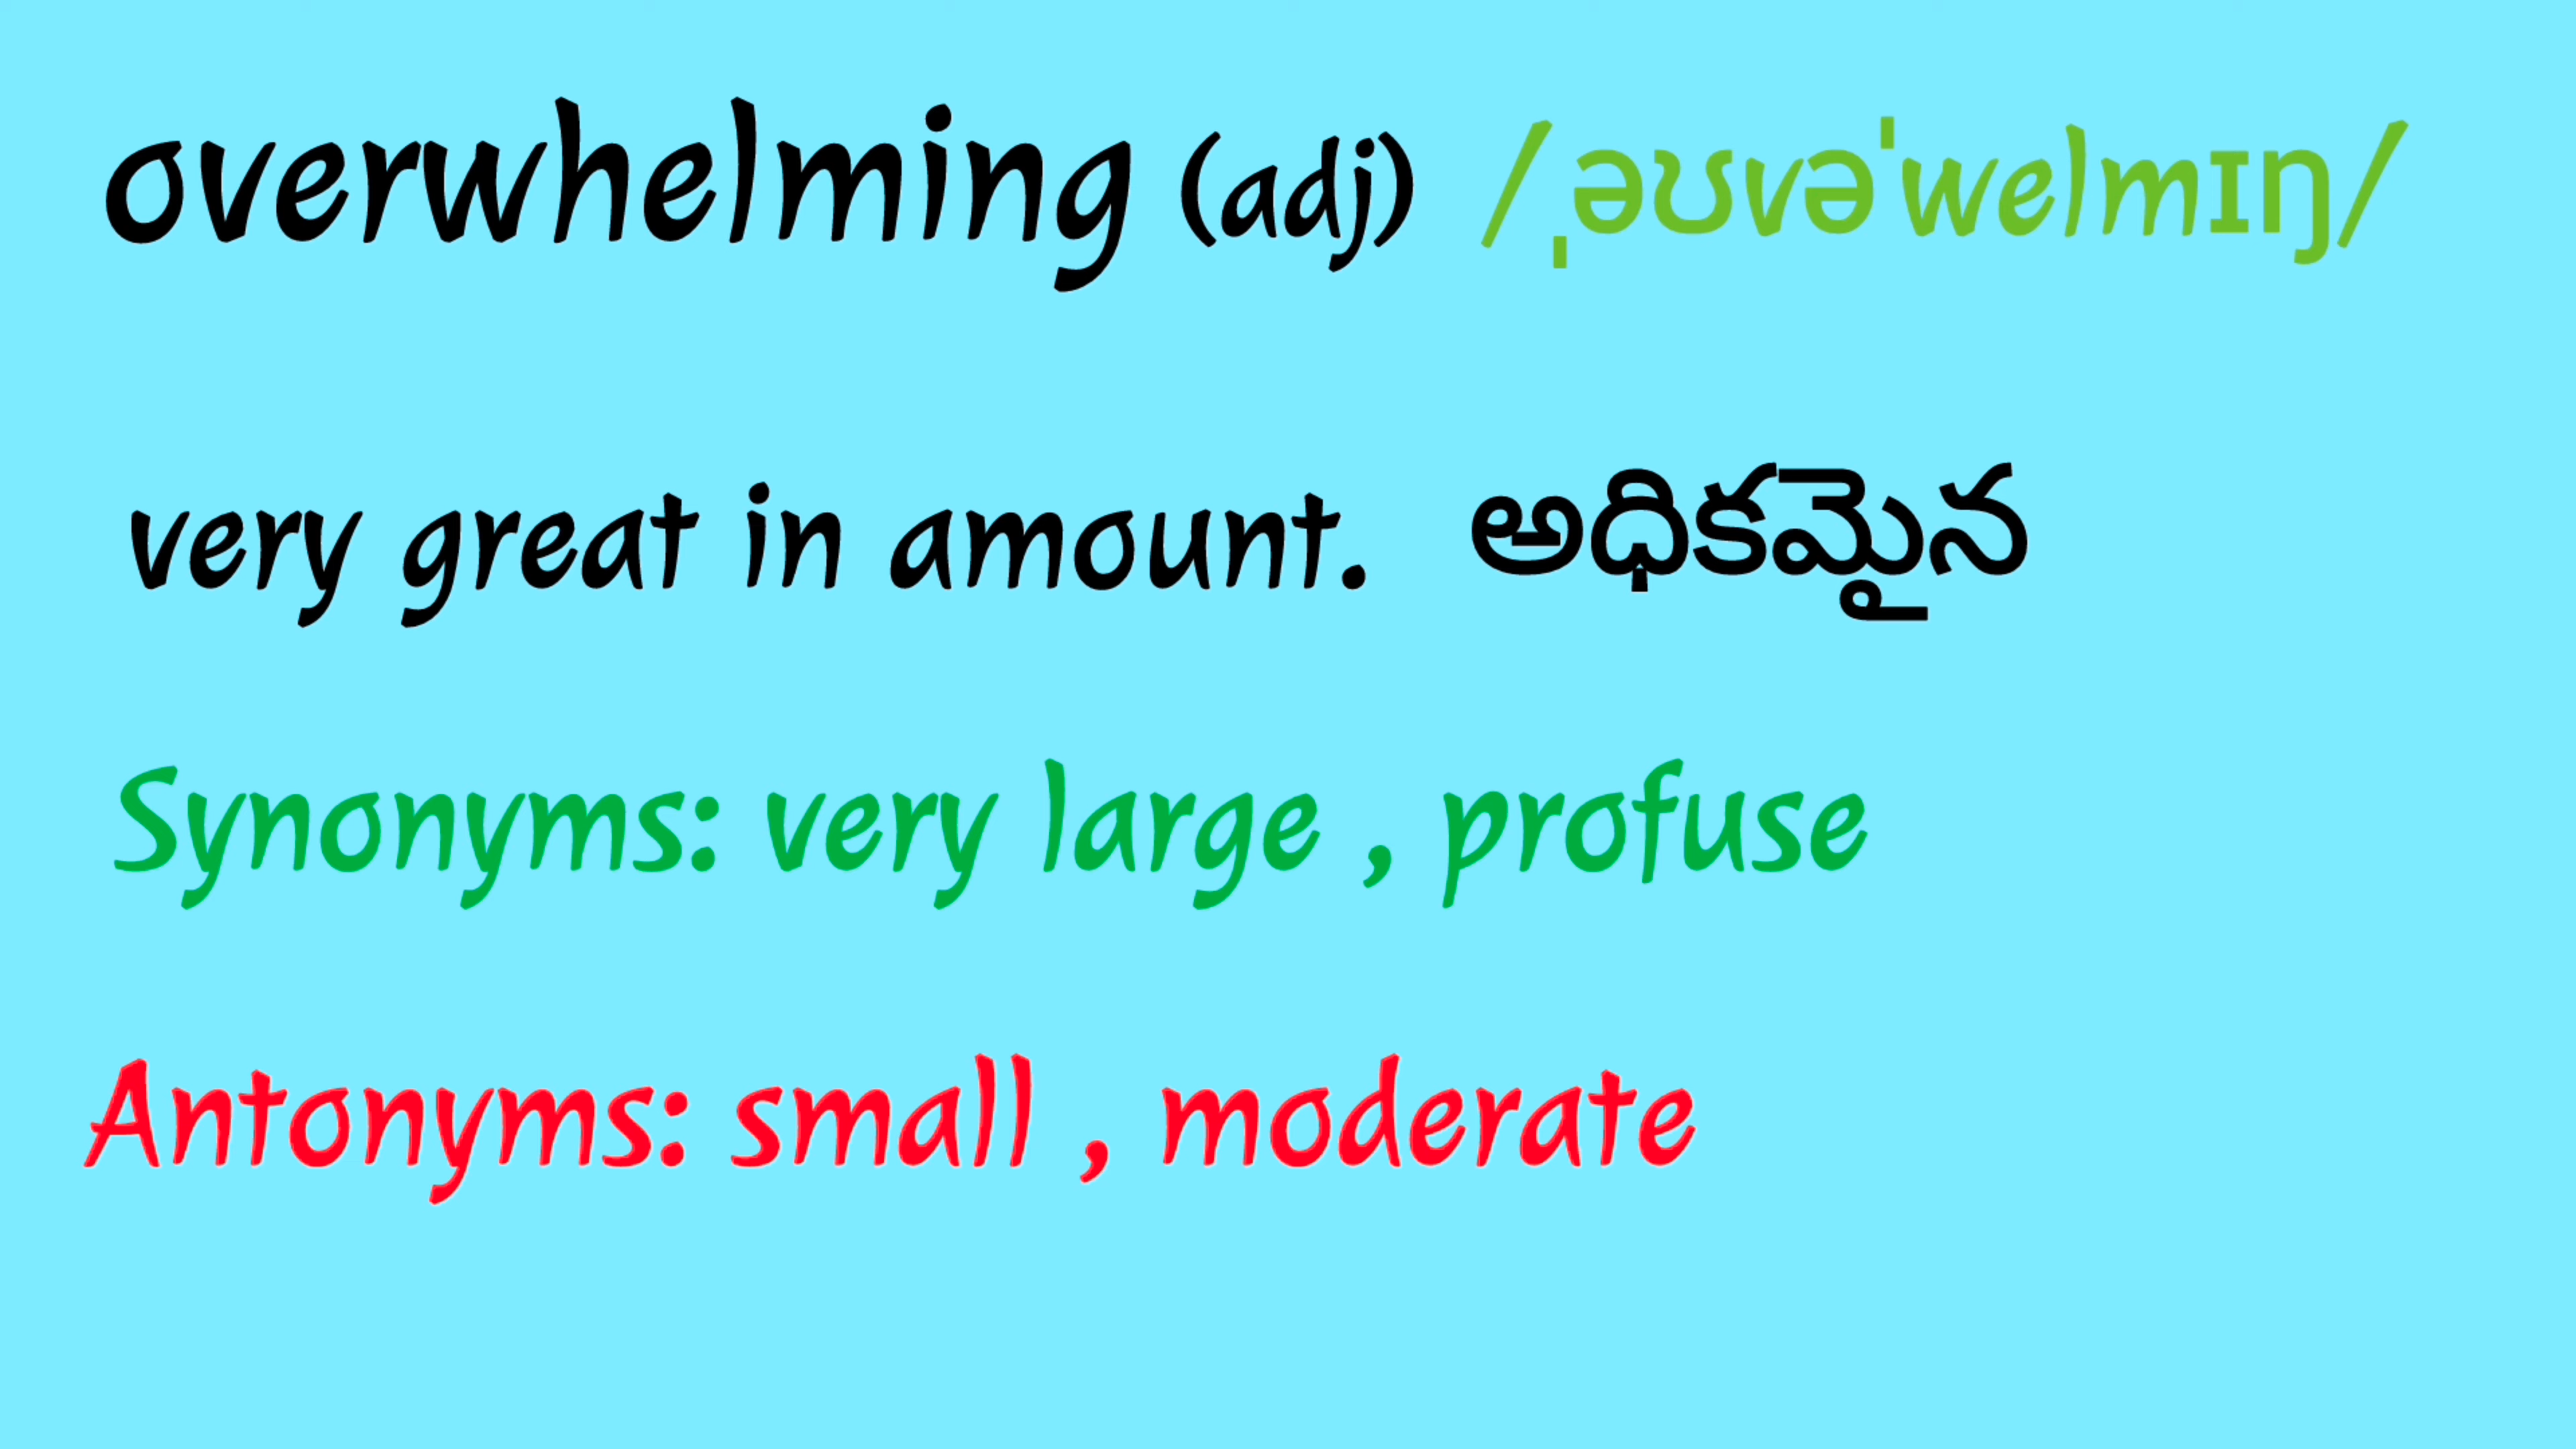 overwhelming (adj) /ˌəʊvəˈwelmɪŋ/
very great in amount. అధికమైన
Synonyms: very large , profuse
Antonyms: small , moderate